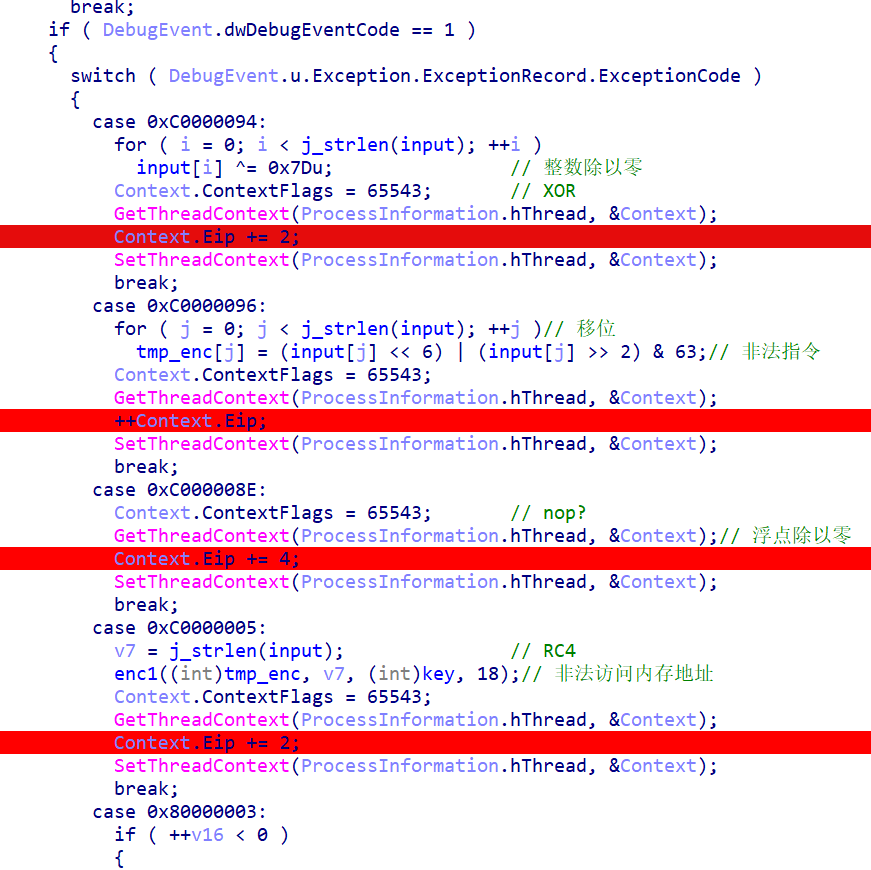 break;
if ( DebugEvent.dwDebugEventCode == 1 )
{
switch ( DebugEvent.u.Exception.ExceptionRecord.ExceptionCode )
{
case 0xC0000094:
for ( i = 0; i < j_strlen(input); ++i )
input[i] ^= 0x7Du; // 整数除以零
Context.ContextFlags = 65543; // XOR
GetThreadContext(ProcessInformation.hThread, &Context);
Context.Eip += 2;
SetThreadContext(ProcessInformation.hThread, &Context);
break;
case 0xC0000096:
for ( j = 0; j < j_strlen(input); ++j )// 移位
tmp_enc[j] = (input[j] << 6) | (input[j] >> 2) & 63;// 非法指令
Context.ContextFlags = 65543;
GetThreadContext(ProcessInformation.hThread, &Context);
++Context.Eip;
SetThreadContext(ProcessInformation.hThread, &Context);
break;
case 0xC000008E:
Context.ContextFlags = 65543; // nop?
GetThreadContext(ProcessInformation.hThread, &Context);// 浮点除以零
Context.Eip += 4;
SetThreadContext(ProcessInformation.hThread, &Context);
break;
case 0xC0000005:
v7 = j_strlen(input); // RC4
enc1((int)tmp_enc, v7, (int)key, 18);// 非法访问内存地址
Context.ContextFlags = 65543;
GetThreadContext(ProcessInformation.hThread, &Context);
Context.Eip += 2;
SetThreadContext(ProcessInformation.hThread, &Context);
break;
case 0x80000003:
if ( ++v16 < 0 )
{